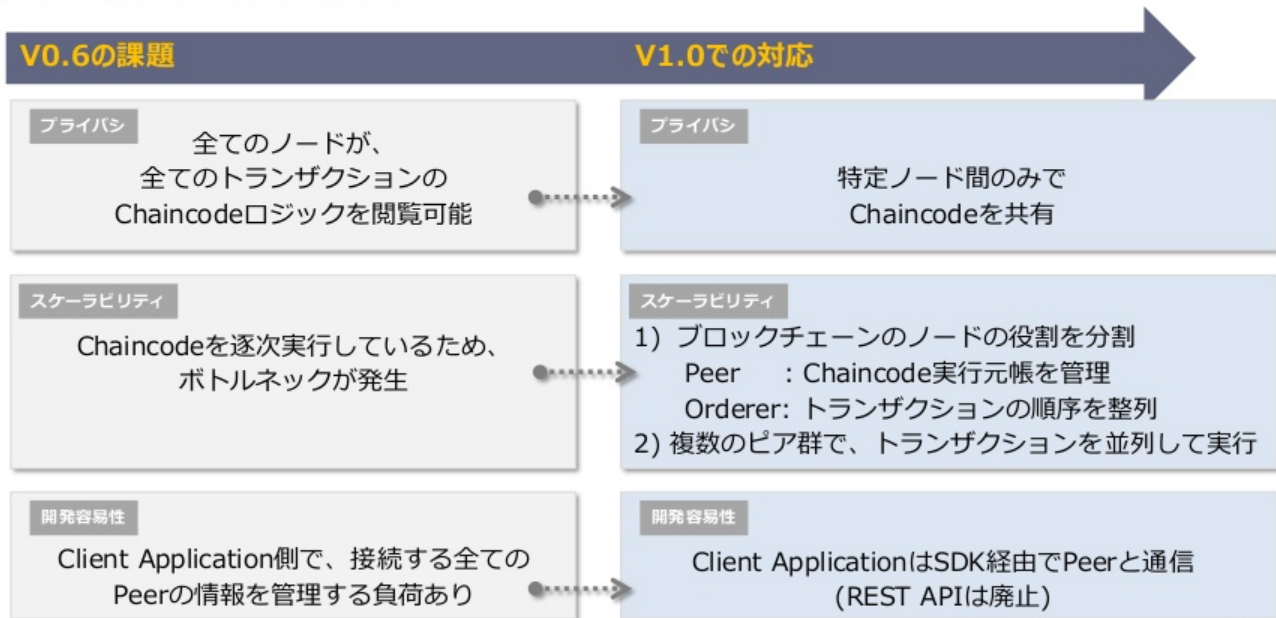 V0.6の課題
V1.0での対応
プライバシ
全てのノードが、
全てのトランザクションの
Chaincodeロジックを閲覧可能
プライバシ
特定ノード間のみで
Chaincodeを共有
スケーラビリティ
Chaincodeを逐次実行しているため、
ボトルネックが発生
スケーラビリティ
1) ブロックチェーンのノードの役割を分割
Peer : Chaincode実行元帳を管理
Orderer: トランザクションの順序を整列
2) 複数のピア群で、トランザクションを並列して実行
開発容易性
Client Application側で、接続する全ての
Peerの情報を管理する負荷あり
開発容易性
Client ApplicationはSDK経由でPeerと通信
(REST APIは廃止)